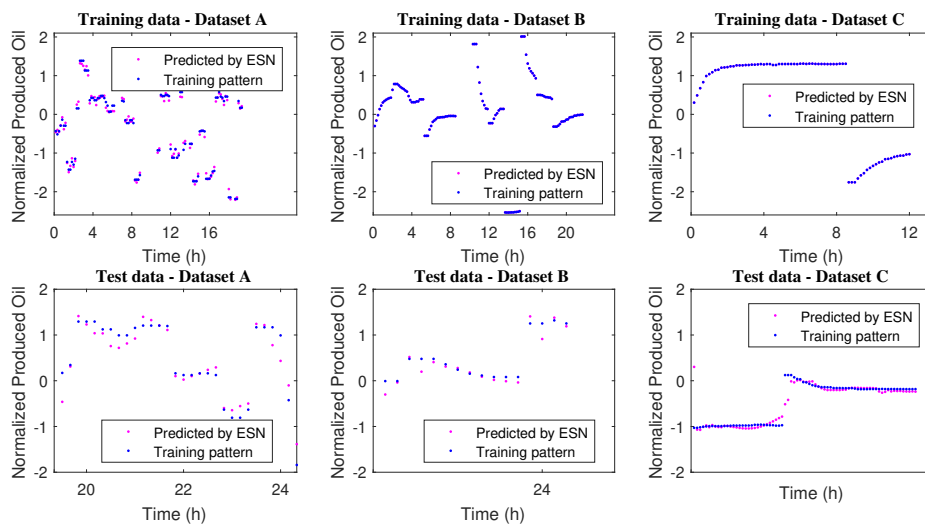 Training data - Dataset A
Training data - Dataset B
Training data - Dataset C
Normalized Produced Oil
2
1
0
-1
-2
0 4 8 12 16
Time (h)
Predicted by ESN
Training pattern
Normalized Produced Oil
2
1
0
-1
-2
0 4 8 12 16 20
Time (h)
Predicted by ESN
Training pattern
Normalized Produced Oil
2
1
0
-1
-2
0 4 8 12
Time (h)
Predicted by ESN
Training pattern
Test data - Dataset A
Test data - Dataset B
Test data - Dataset C
Normalized Produced Oil
2
1
0
-1
-2
20 22 24
Time (h)
Predicted by ESN
Training pattern
Normalized Produced Oil
2
1
0
-1
-2
24
Time (h)
Predicted by ESN
Training pattern
Normalized Produced Oil
2
1
0
-1
-2
Time (h)
Predicted by ESN
Training pattern